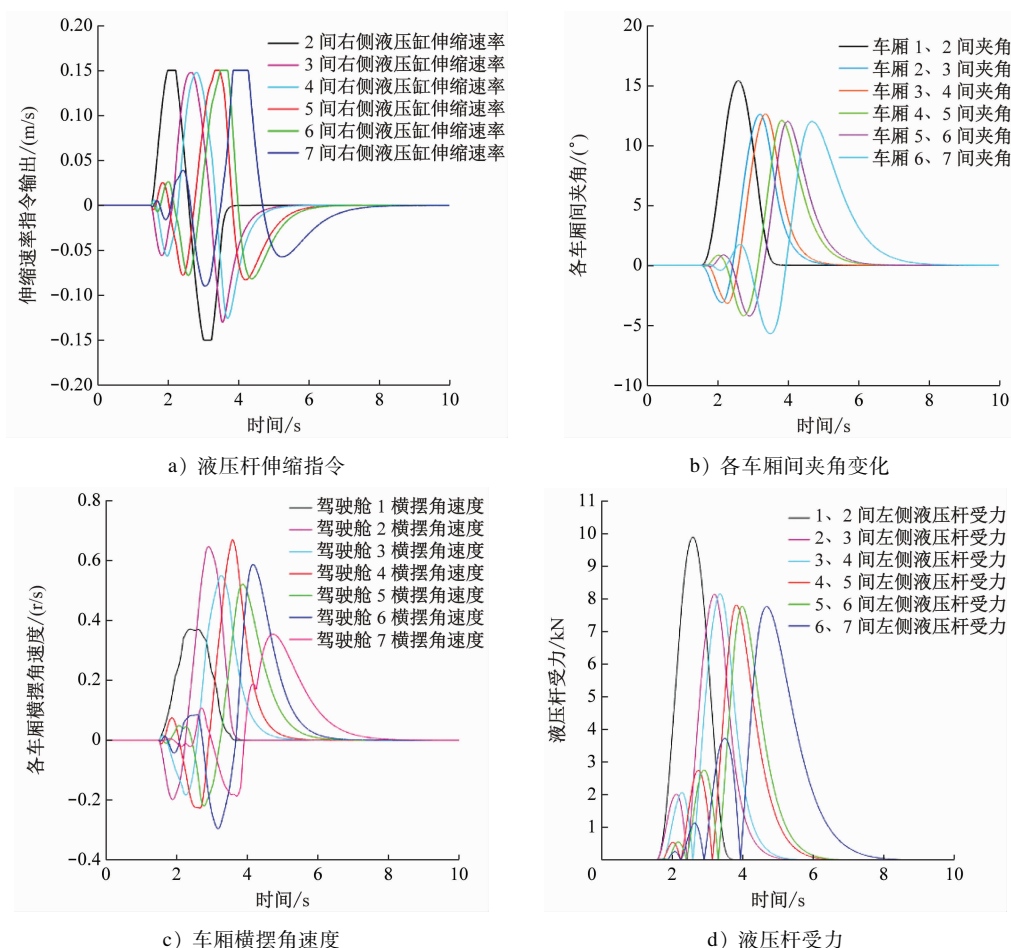 0.20
0.15
0.10
0.05
0
−0.05
−0.10
−0.15
−0.20
0 2 4 6 8 10
伸缩速率指令输出/(m/s)
时间/s
2 间右侧液压缸伸缩速率
3 间右侧液压缸伸缩速率
4 间右侧液压缸伸缩速率
5 间右侧液压缸伸缩速率
6 间右侧液压缸伸缩速率
7 间右侧液压缸伸缩速率
a）液压杆伸缩指令
20
15
10
5
0
−5
−10
0 2 4 6 8 10
各车厢间夹角/(°)
时间/s
车厢 1、2 间夹角
车厢 2、3 间夹角
车厢 3、4 间夹角
车厢 4、5 间夹角
车厢 5、6 间夹角
车厢 6、7 间夹角
b）各车厢间夹角变化
0.8
0.6
0.4
0.2
0
−0.2
−0.4
0 2 4 6 8 10
各车厢横摆角速度/(r/s)
时间/s
驾驶舱 1 横摆角速度
驾驶舱 2 横摆角速度
驾驶舱 3 横摆角速度
驾驶舱 4 横摆角速度
驾驶舱 5 横摆角速度
驾驶舱 6 横摆角速度
驾驶舱 7 横摆角速度
c）车厢横摆角速度
11
10
9
8
7
6
5
4
3
2
1
0 2 4 6 8 10
液压杆受力/kN
时间/s
1、2 间左侧液压杆受力
2、3 间左侧液压杆受力
3、4 间左侧液压杆受力
4、5 间左侧液压杆受力
5、6 间左侧液压杆受力
6、7 间左侧液压杆受力
d）液压杆受力